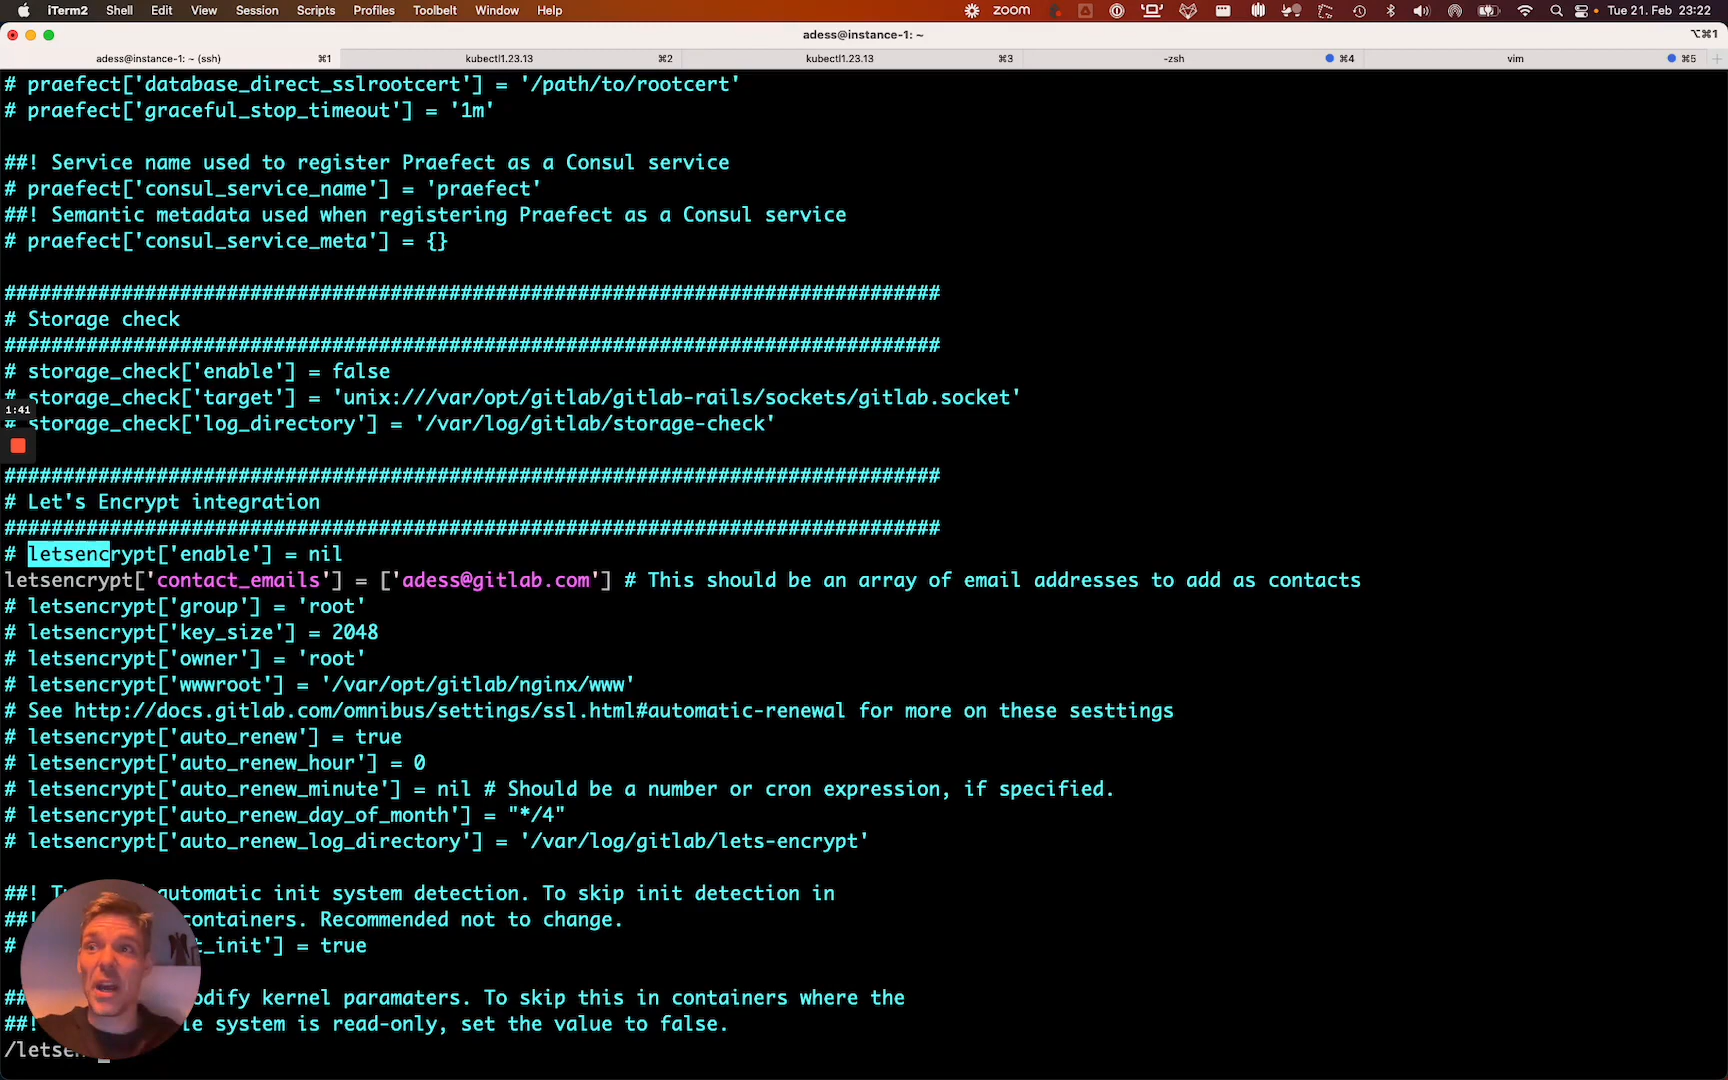 iTerm2 Shell Edit View Session Scripts Profiles Toolbelt Window Help zoom Tue 21. Feb 23:22
adess@instance-1: ~ ⌥⌘1
adess@instance-1: ~ (ssh) ⌘1 kubectl1.23.13 ⌘2 kubectl1.23.13 ⌘3 -zsh ⌘4 vim ⌘5
# praefect['database_direct_sslrootcert'] = '/path/to/rootcert'
# praefect['graceful_stop_timeout'] = '1m'
##! Service name used to register Praefect as a Consul service
# praefect['consul_service_name'] = 'praefect'
##! Semantic metadata used when registering Praefect as a Consul service
# praefect['consul_service_meta'] = {}
################################################################################
# Storage check
################################################################################
# storage_check['enable'] = false
# storage_check['target'] = 'unix:///var/opt/gitlab/gitlab-rails/sockets/gitlab.socket'
1:41
# storage_check['log_directory'] = '/var/log/gitlab/storage-check'
################################################################################
# Let's Encrypt integration
################################################################################
# letsencrypt['enable'] = nil
letsencrypt['contact_emails'] = ['adess@gitlab.com'] # This should be an array of email addresses to add as contacts
# letsencrypt['group'] = 'root'
# letsencrypt['key_size'] = 2048
# letsencrypt['owner'] = 'root'
# letsencrypt['wwwroot'] = '/var/opt/gitlab/nginx/www'
# See http://docs.gitlab.com/omnibus/settings/ssl.html#automatic-renewal for more on these sesttings
# letsencrypt['auto_renew'] = true
# letsencrypt['auto_renew_hour'] = 0
# letsencrypt['auto_renew_minute'] = nil # Should be a number or cron expression, if specified.
# letsencrypt['auto_renew_day_of_month'] = "*/4"
# letsencrypt['auto_renew_log_directory'] = '/var/log/gitlab/lets-encrypt'
##! automatic init system detection. To skip init detection in
##! containers. Recommended not to change.
# t_init'] = true
## odify kernel paramaters. To skip this in containers where the
##! le system is read-only, set the value to false.
/letsen